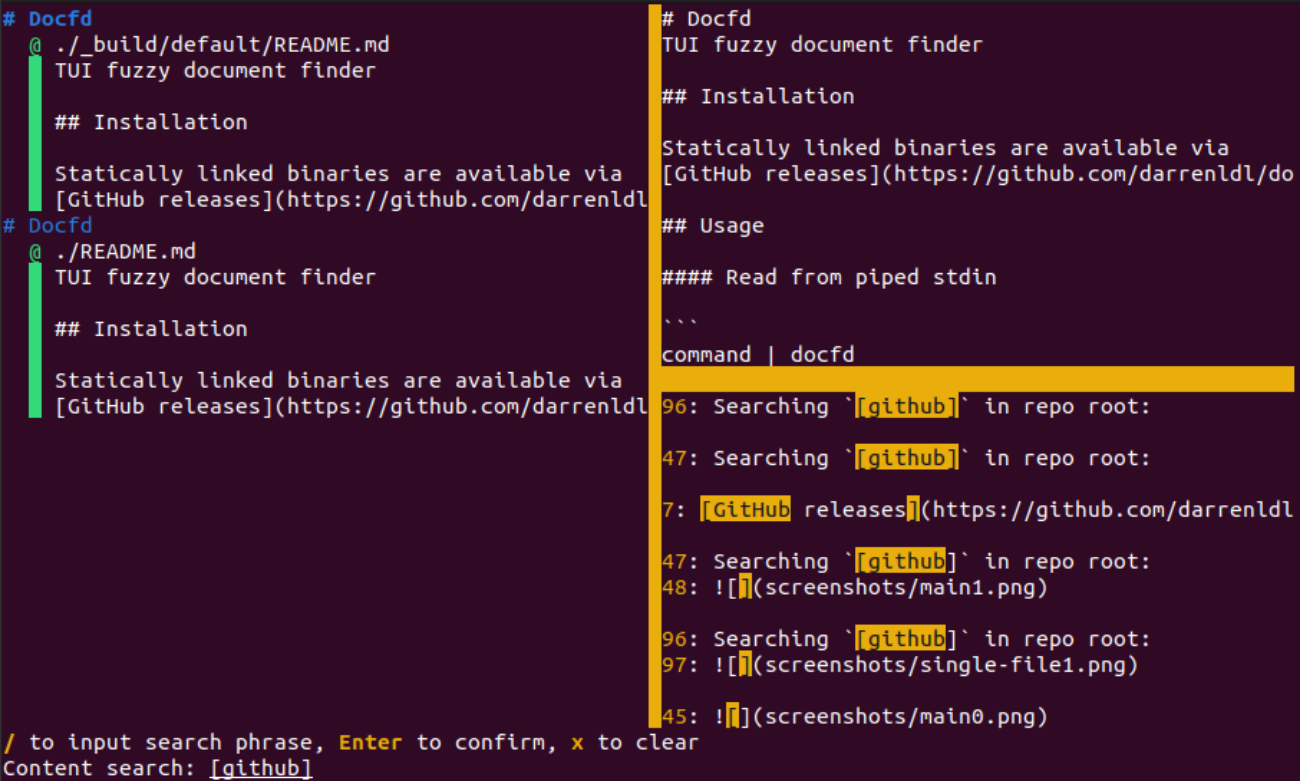 # Docfd
@ ./_build/default/README.md
TUI fuzzy document finder
## Installation
Statically linked binaries are available via
[GitHub releases](https://github.com/darrenldl
# Docfd
@ ./README.md
TUI fuzzy document finder
## Installation
Statically linked binaries are available via
[GitHub releases](https://github.com/darrenldl
# Docfd
TUI fuzzy document finder
## Installation
Statically linked binaries are available via
[GitHub releases](https://github.com/darrenldl/do
## Usage
#### Read from piped stdin
```
command | docfd
96: Searching `[github]` in repo root:
47: Searching `[github]` in repo root:
7: [GitHub releases](https://github.com/darrenldl
47: Searching `[github]` in repo root:
48: ![](screenshots/main1.png)
96: Searching `[github]` in repo root:
97: ![](screenshots/single-file1.png)
45: ![](screenshots/main0.png)
/ to input search phrase, Enter to confirm, x to clear
Content search: [github]